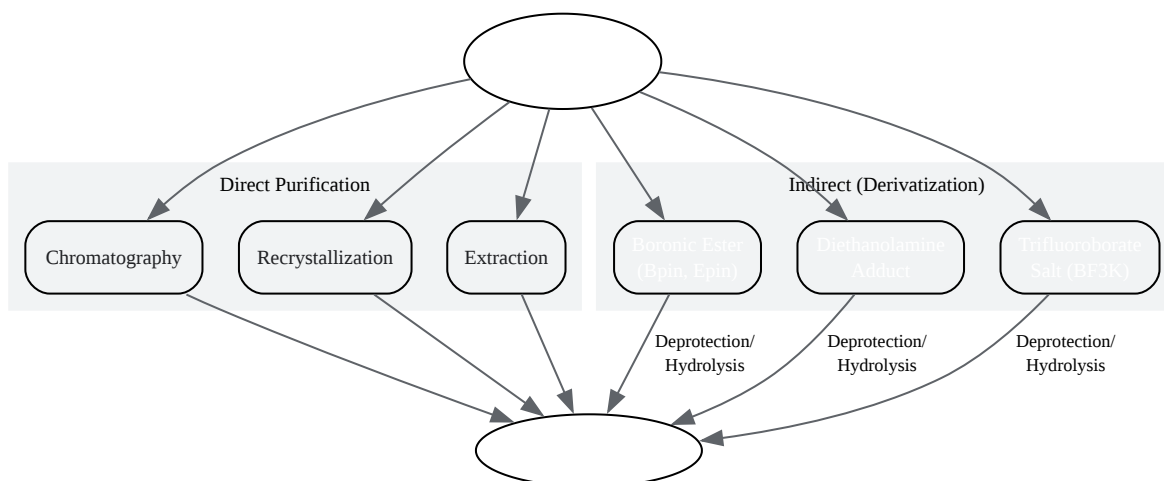 Direct Purification
Indirect (Derivatization)
Chromatography
Recrystallization
Extraction
Boronic Ester
(Bpin, Epin)
Diethanolamine
Adduct
Trifluoroborate
Salt (BF3K)
Deprotection/
Hydrolysis
Deprotection/
Hydrolysis
Deprotection/
Hydrolysis